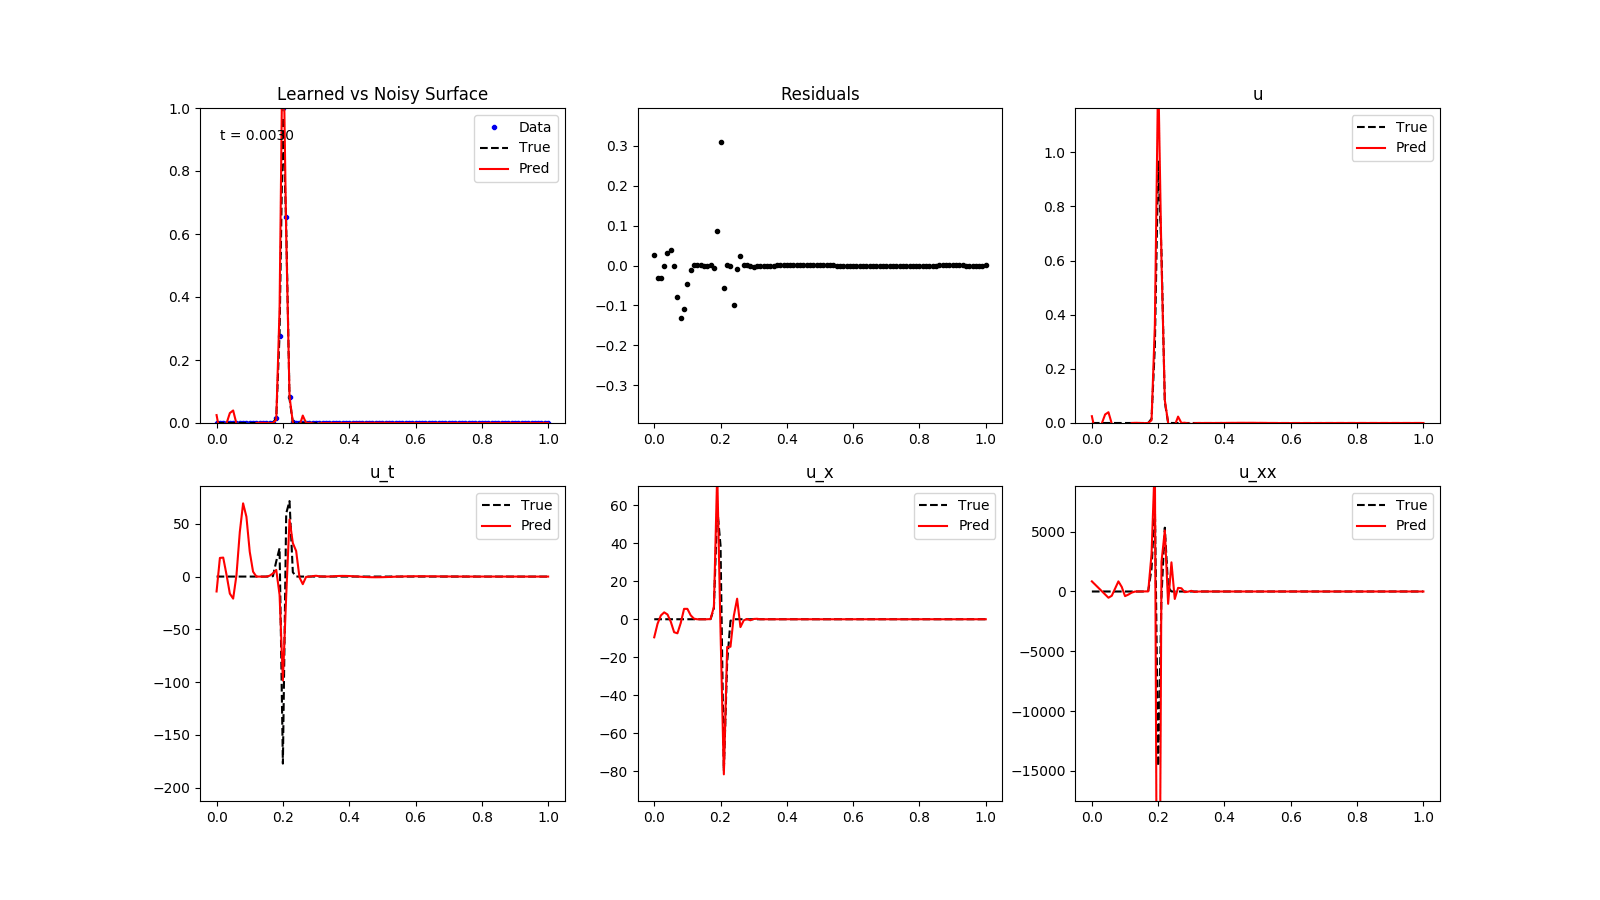 Learned vs Noisy Surface
1.0
0.8
0.6
0.4
0.2
0.0
0.0 0.2 0.4 0.6 0.8 1.0
t = 0.0030
Data
True
Pred
Residuals
0.3
0.2
0.1
0.0
−0.1
−0.2
−0.3
0.0 0.2 0.4 0.6 0.8 1.0
u
1.0
0.8
0.6
0.4
0.2
0.0
0.0 0.2 0.4 0.6 0.8 1.0
True
Pred
u_t
50
0
−50
−100
−150
−200
0.0 0.2 0.4 0.6 0.8 1.0
True
Pred
u_x
60
40
20
0
−20
−40
−60
−80
0.0 0.2 0.4 0.6 0.8 1.0
True
Pred
u_xx
5000
0
−5000
−10000
−15000
0.0 0.2 0.4 0.6 0.8 1.0
True
Pred